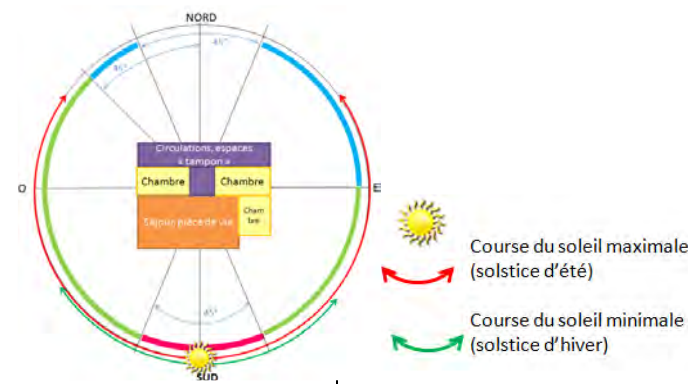 NORD
45°
45°
Circulations, espaces
« tampon »
Chambre
Chambre
O
E
Séjour pièce de vie
Cham
bre
Course du soleil maximale
(solstice d'été)
45°
Course du soleil minimale
(solstice d'hiver)
SUD